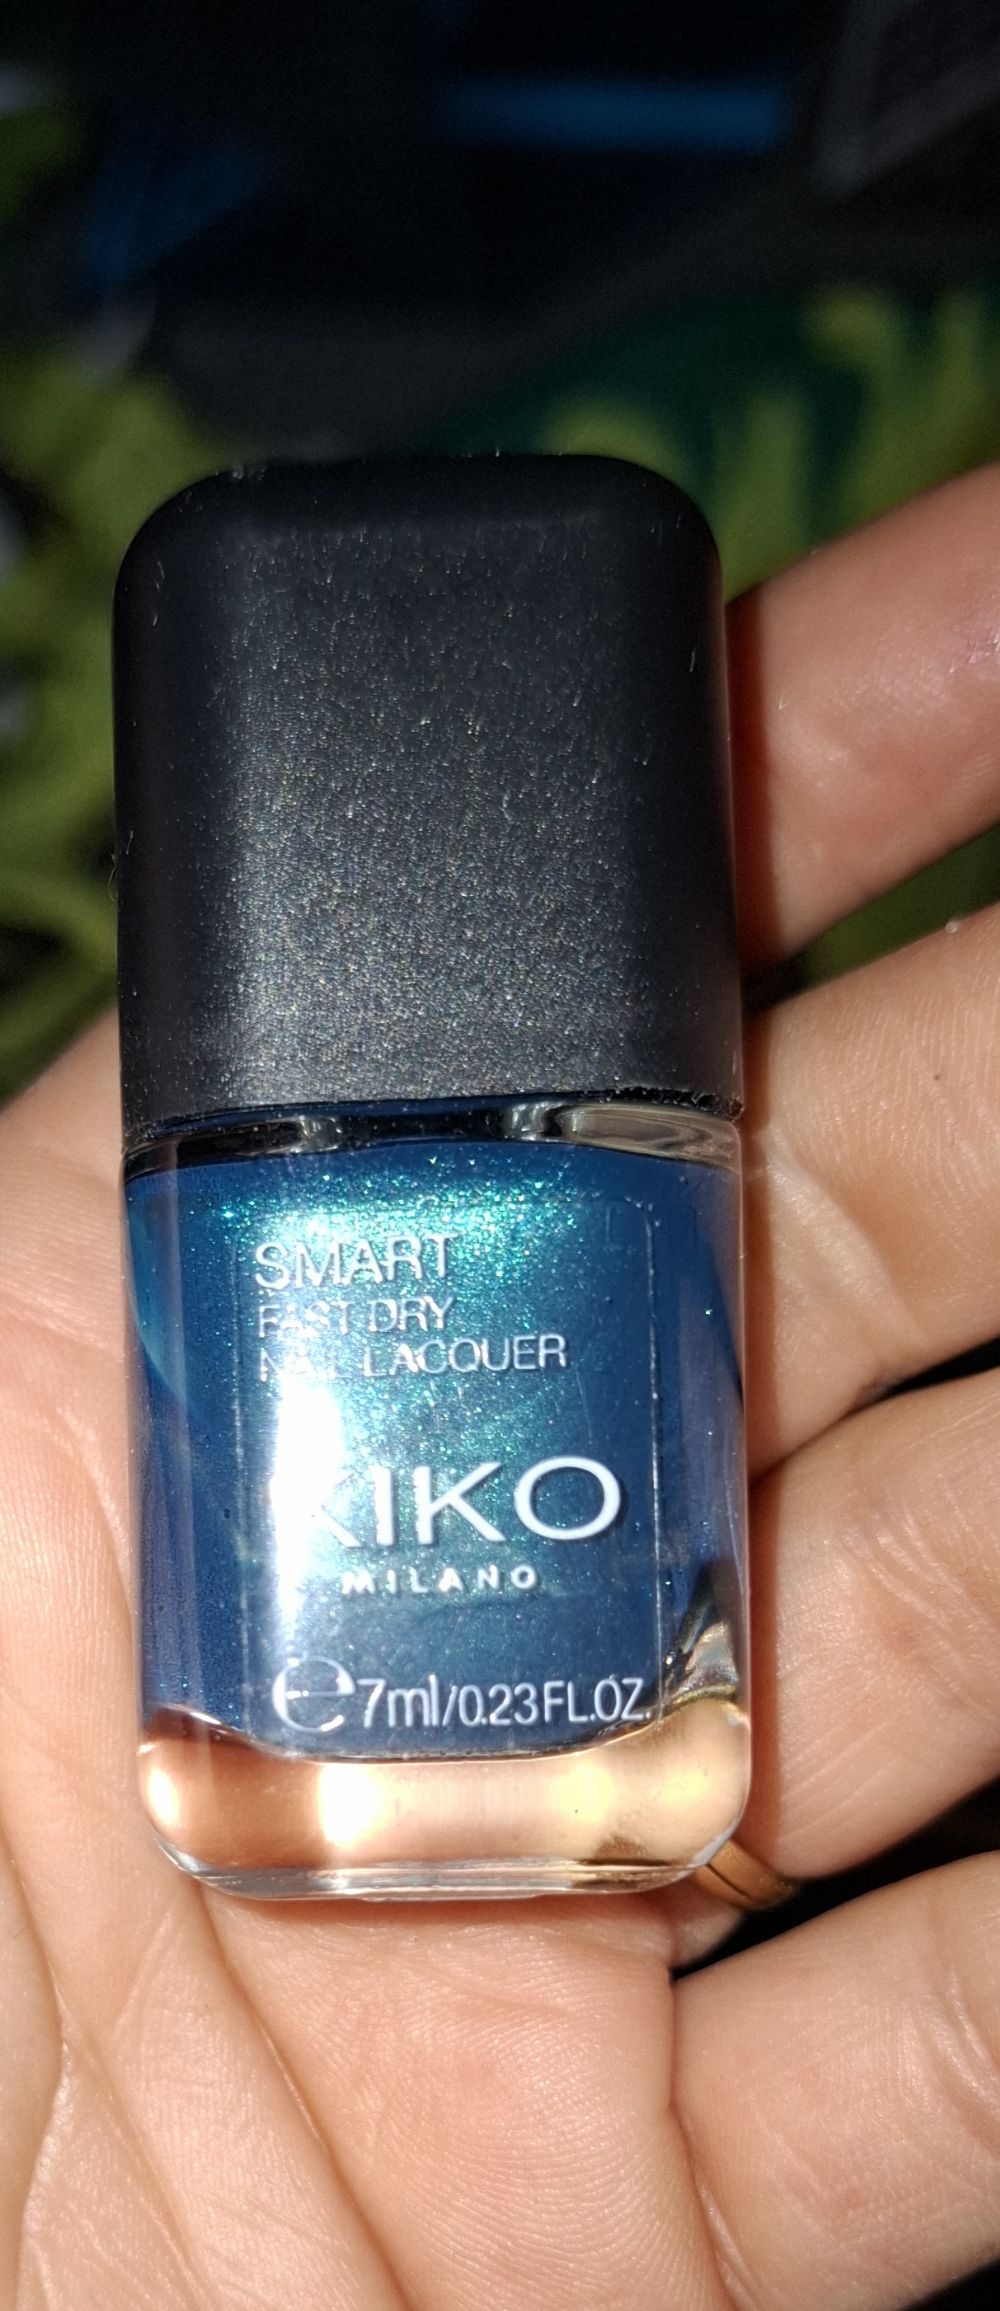 SMART
FAST DRY
NAIL LACQUER
KIKO
MILANO
℮7ml/0.23FL.OZ.